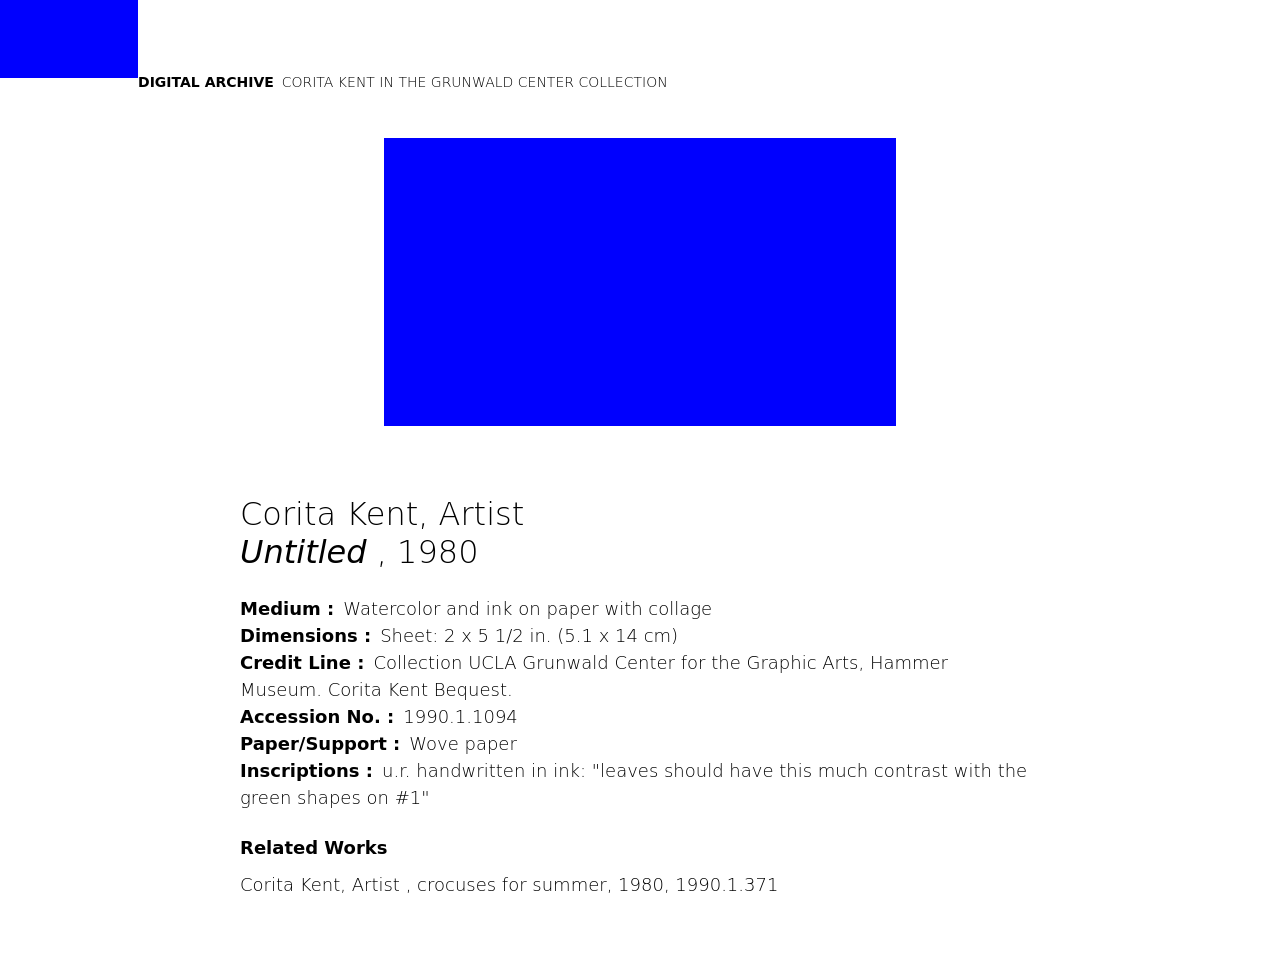 DIGITAL ARCHIVE CORITA KENT IN THE GRUNWALD CENTER COLLECTION
Corita Kent, Artist
Untitled , 1980
Medium : Watercolor and ink on paper with collage
Dimensions : Sheet: 2 x 5 1/2 in. (5.1 x 14 cm)
Credit Line : Collection UCLA Grunwald Center for the Graphic Arts, Hammer
Museum. Corita Kent Bequest.
Accession No. : 1990.1.1094
Paper/Support : Wove paper
Inscriptions : u.r. handwritten in ink: "leaves should have this much contrast with the
green shapes on #1"
Related Works
Corita Kent, Artist , crocuses for summer, 1980, 1990.1.371